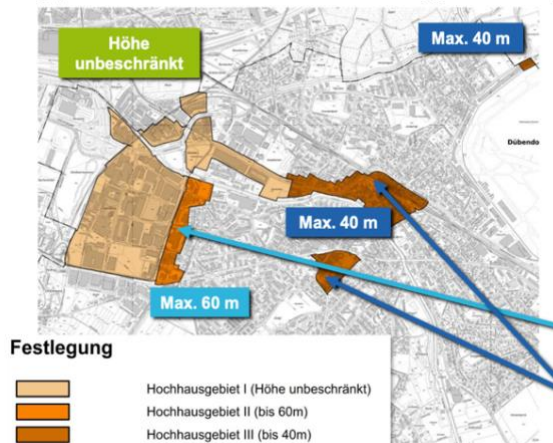 Höhe
unbeschränkt
Max. 40 m
Dübendo
Max. 40 m
Max. 60 m
Festlegung
Hochhausgebiet I (Höhe unbeschränkt)
Hochhausgebiet II (bis 60m)
Hochhausgebiet III (bis 40m)